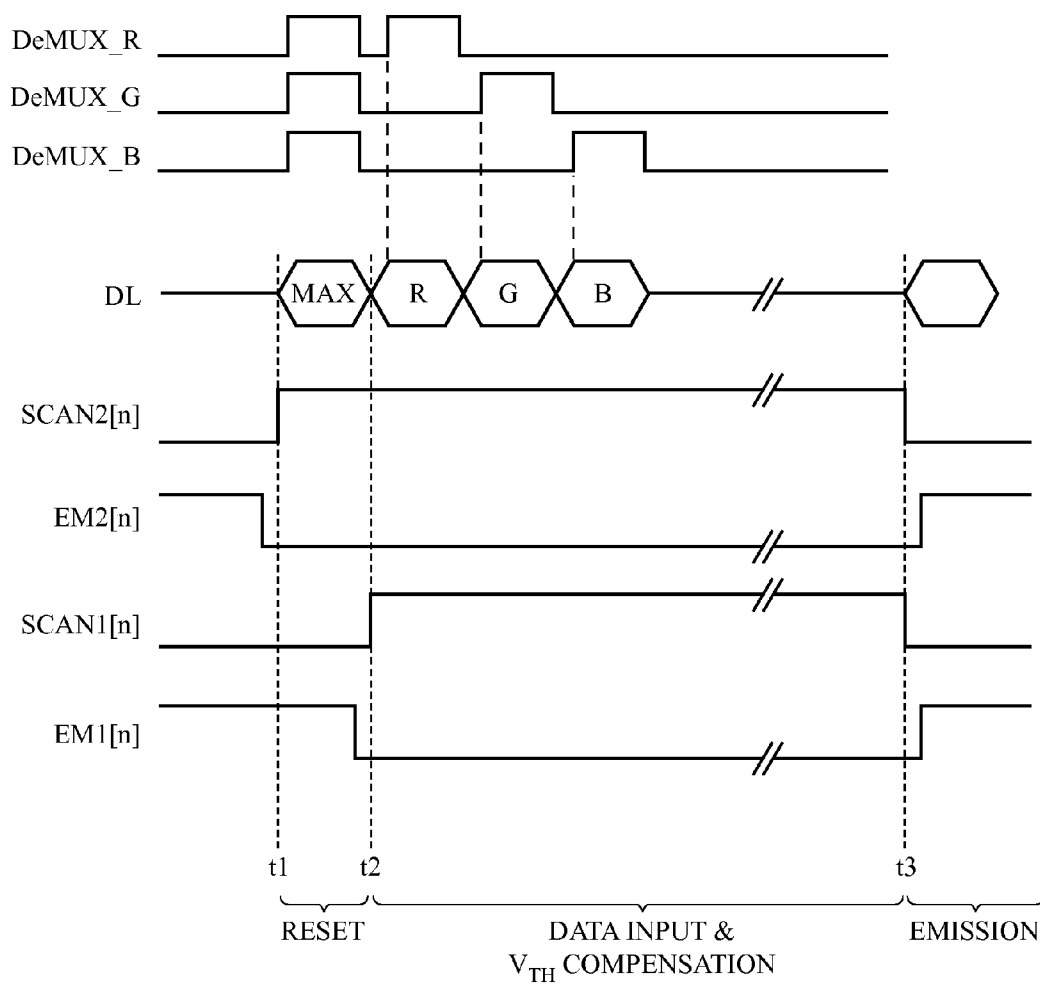 DeMUX_R
DeMUX_G
DeMUX_B
DL
MAX
R
G
B
SCAN2[n]
EM2[n]
SCAN1[n]
EM1[n]
t1
t2
t3
RESET
DATA INPUT &
V_TH COMPENSATION
EMISSION